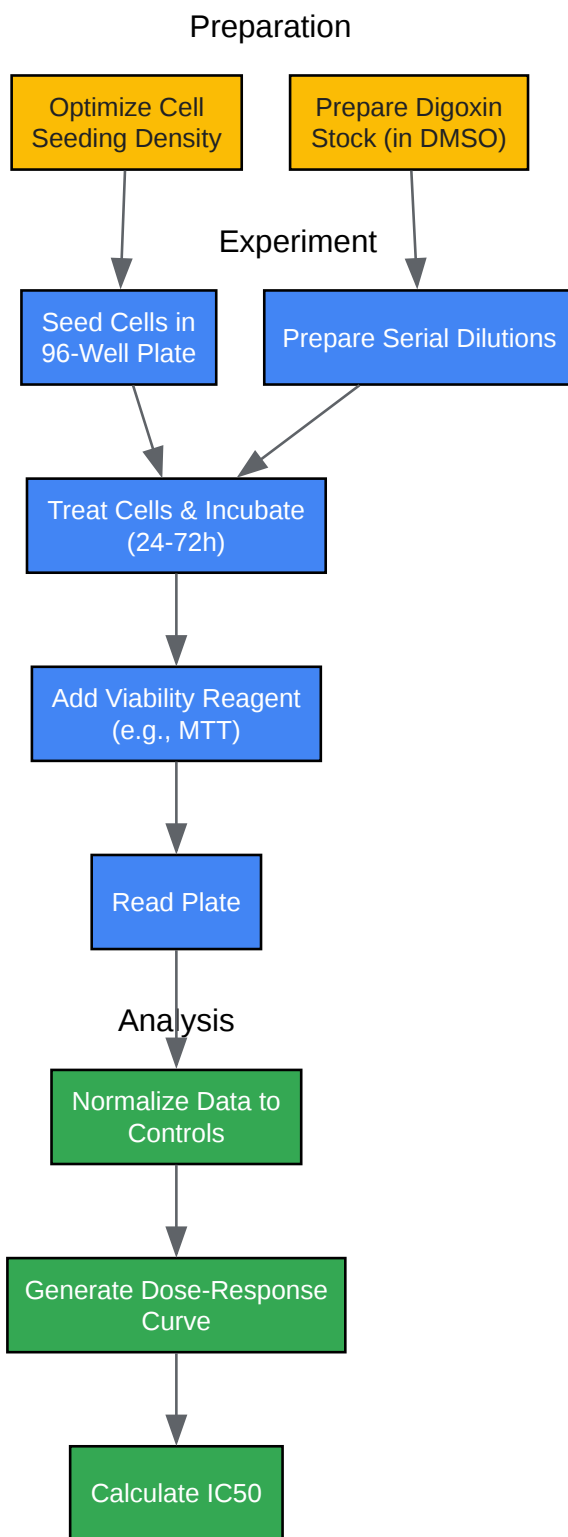 Preparation
Optimize Cell
Seeding Density
Prepare Digoxin
Stock (in DMSO)
Experiment
Seed Cells in
96-Well Plate
Prepare Serial Dilutions
Treat Cells & Incubate
(24-72h)
Add Viability Reagent
(e.g., MTT)
Read Plate
Analysis
Normalize Data to
Controls
Generate Dose-Response
Curve
Calculate IC50